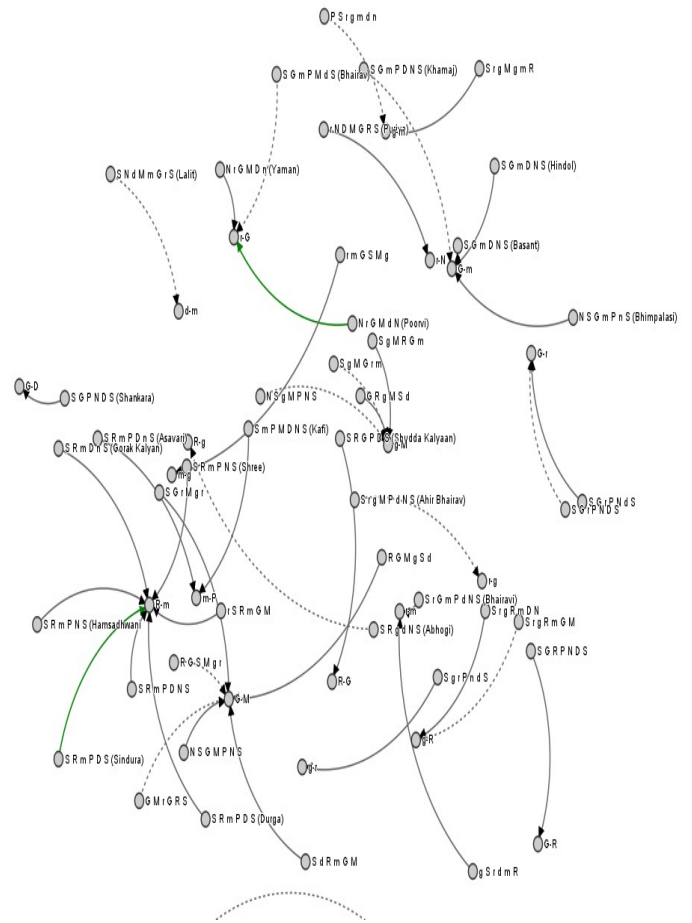 P S r g m d n
S G m P M d S (Bhairav)
S G m P D N S (Khamaj)
S r g M g m R
r N D M G R S (Puriya)
g-m
S N d M m G r S (Lalit)
N r G M D n (Yaman)
S G m D N S (Hindol)
r-G
S G m D N S (Basant)
r-N
G-m
r m G S M g
d-m
N r G M d N (Poorvi)
N S G m P n S (Bhimpalasi)
S g M R G m
G-r
S g M G r m
G-D
S G P N D S (Shankara)
N S g M P N S
G R g M S d
S m P M D N S (Kafi)
S R m P D n S (Asavari)
R-g
S R G P D S (Shydda Kalyaan)
g-M
S R m D n S (Gorak Kalyan)
S R m P N S (Shree)
m-g
S G r M g r
S r g M P d N S (Ahir Bhairav)
S G r P N d S
S G r P N D S
R G M g S d
r-g
R-m
m-P
r S R m G M
S r G m P d N S (Bhairavi)
S r g R m D N
S R m P N S (Hamsadhwani
S R g d N S (Abhogi)
S r g R m G M
R G S M g r
S G R P N D S
S R m P D N S
G-M
R-G
S g r P n d S
g-R
S R m P D S (Sindura)
N S G M P N S
g-r
G M r G R S
S R m P D S (Durga)
G-R
S d R m G M
g S r d m R